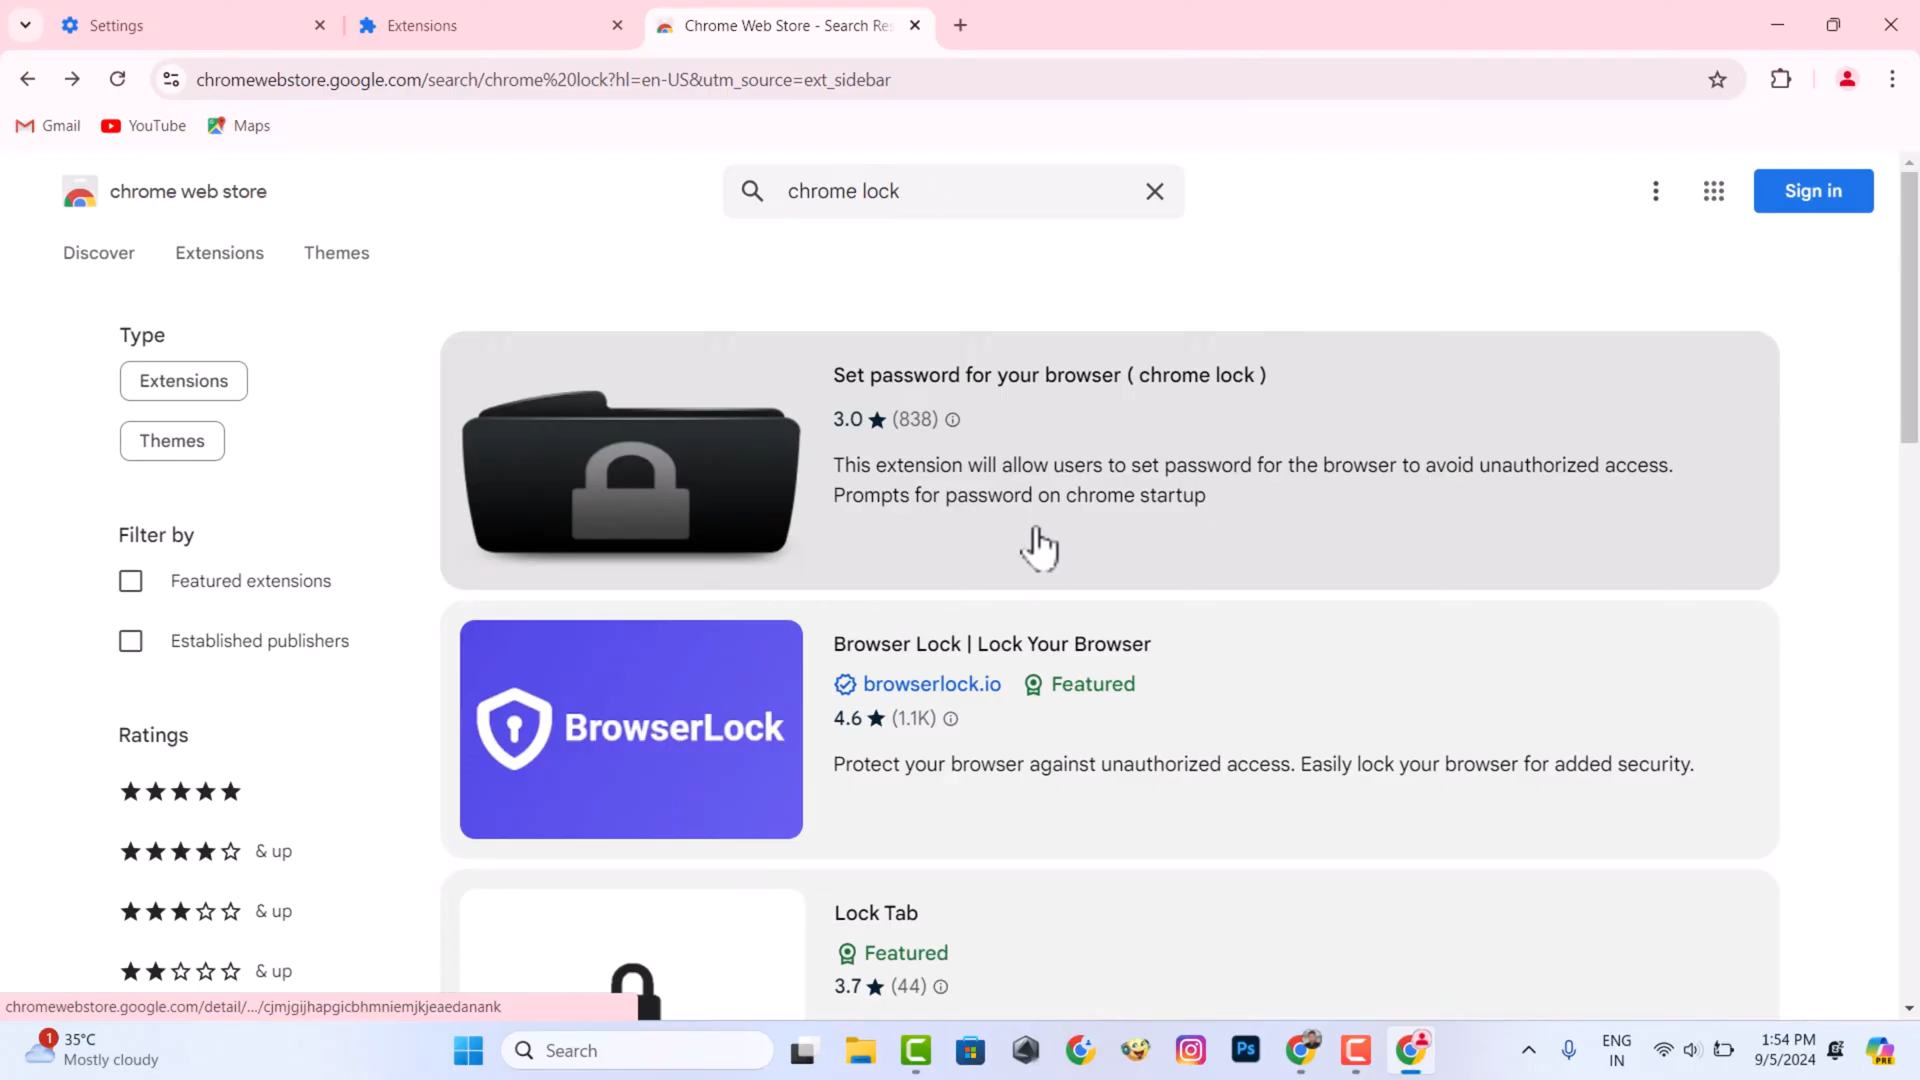 Settings
Extensions
Chrome Web Store - Search Res
chromewebstore.google.com/search/chrome%20lock?hl=en-US&utm_source=ext_sidebar
Gmail
YouTube
Maps
chrome web store
chrome lock
Sign in
Discover
Extensions
Themes
Type
Extensions
Themes
Filter by
Featured extensions
Established publishers
Ratings
& up
& up
& up
Set password for your browser ( chrome lock )
3.0 ★ (838)
This extension will allow users to set password for the browser to avoid unauthorized access.
Prompts for password on chrome startup
BrowserLock
Browser Lock | Lock Your Browser
browserlock.io Featured
4.6 ★ (1.1K)
Protect your browser against unauthorized access. Easily lock your browser for added security.
Lock Tab
Featured
3.7 ★ (44)
chromewebstore.google.com/detail/.../cjmjgijhapgicbhmniemjkjeaedanank
1
35°C
Mostly cloudy
Search
Ps
ENG
IN
1:54 PM
9/5/2024
PRE